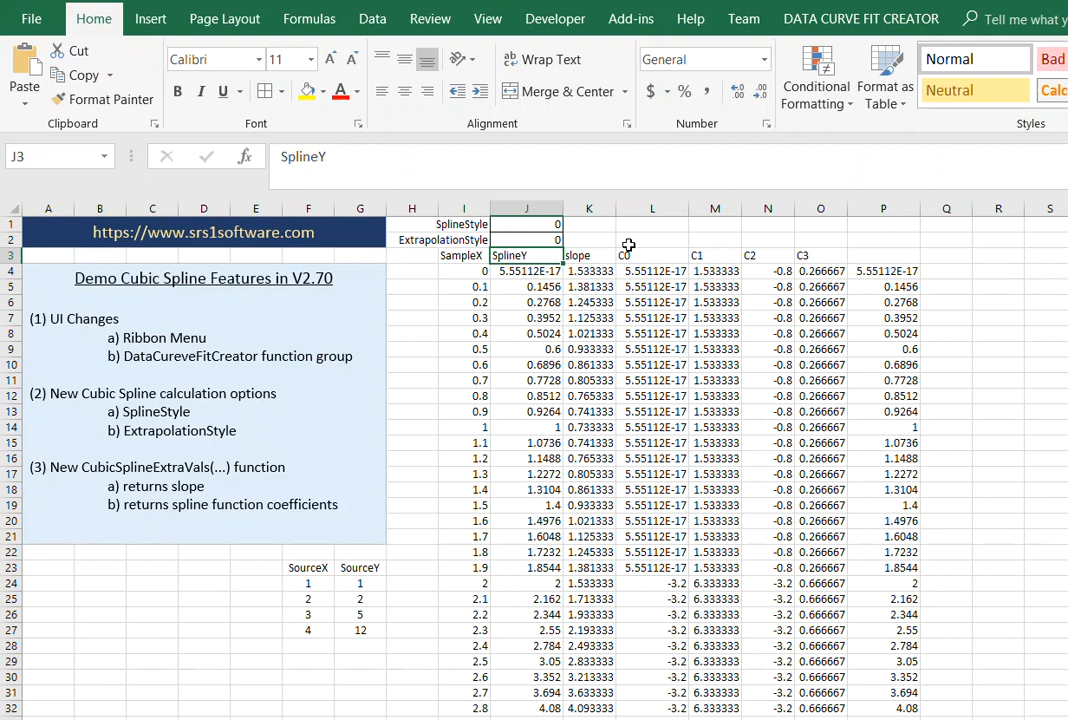 File Home Insert Page Layout Formulas Data Review View Developer Add-ins Help Team DATA CURVE FIT CREATOR Tell me what y
Paste
Cut
Copy
Format Painter
Clipboard
Calibri 11
B I U
Font
Wrap Text
Merge & Center
Alignment
General
$ % ,
Number
Conditional Formatting
Format as Table
Normal Bad
Neutral Calc
Styles
J3 fx SplineY
A B C D E F G H I J K L M N O P Q R S
1 https://www.srs1software.com SplineStyle 0
2 ExtrapolationStyle 0
3 SampleX SplineY slope C0 C1 C2 C3
Demo Cubic Spline Features in V2.70
(1) UI Changes
a) Ribbon Menu
b) DataCureveFitCreator function group
(2) New Cubic Spline calculation options
a) SplineStyle
b) ExtrapolationStyle
(3) New CubicSplineExtraVals(...) function
a) returns slope
b) returns spline function coefficients
4 0 5.55112E-17 1.533333 5.55112E-17 1.533333 -0.8 0.266667 5.55112E-17
5 0.1 0.1456 1.381333 5.55112E-17 1.533333 -0.8 0.266667 0.1456
6 0.2 0.2768 1.245333 5.55112E-17 1.533333 -0.8 0.266667 0.2768
7 0.3 0.3952 1.125333 5.55112E-17 1.533333 -0.8 0.266667 0.3952
8 0.4 0.5024 1.021333 5.55112E-17 1.533333 -0.8 0.266667 0.5024
9 0.5 0.6 0.933333 5.55112E-17 1.533333 -0.8 0.266667 0.6
10 0.6 0.6896 0.861333 5.55112E-17 1.533333 -0.8 0.266667 0.6896
11 0.7 0.7728 0.805333 5.55112E-17 1.533333 -0.8 0.266667 0.7728
12 0.8 0.8512 0.765333 5.55112E-17 1.533333 -0.8 0.266667 0.8512
13 0.9 0.9264 0.741333 5.55112E-17 1.533333 -0.8 0.266667 0.9264
14 1 1 0.733333 5.55112E-17 1.533333 -0.8 0.266667 1
15 1.1 1.0736 0.741333 5.55112E-17 1.533333 -0.8 0.266667 1.0736
16 1.2 1.1488 0.765333 5.55112E-17 1.533333 -0.8 0.266667 1.1488
17 1.3 1.2272 0.805333 5.55112E-17 1.533333 -0.8 0.266667 1.2272
18 1.4 1.3104 0.861333 5.55112E-17 1.533333 -0.8 0.266667 1.3104
19 1.5 1.4 0.933333 5.55112E-17 1.533333 -0.8 0.266667 1.4
20 1.6 1.4976 1.021333 5.55112E-17 1.533333 -0.8 0.266667 1.4976
21 1.7 1.6048 1.125333 5.55112E-17 1.533333 -0.8 0.266667 1.6048
22 1.8 1.7232 1.245333 5.55112E-17 1.533333 -0.8 0.266667 1.7232
23 SourceX SourceY 1.9 1.8544 1.381333 5.55112E-17 1.533333 -0.8 0.266667 1.8544
24 1 1 2 2 1.533333 -3.2 6.333333 -3.2 0.666667 2
25 2 2 2.1 2.162 1.713333 -3.2 6.333333 -3.2 0.666667 2.162
26 3 5 2.2 2.344 1.933333 -3.2 6.333333 -3.2 0.666667 2.344
27 4 12 2.3 2.55 2.193333 -3.2 6.333333 -3.2 0.666667 2.55
28 2.4 2.784 2.493333 -3.2 6.333333 -3.2 0.666667 2.784
29 2.5 3.05 2.833333 -3.2 6.333333 -3.2 0.666667 3.05
30 2.6 3.352 3.213333 -3.2 6.333333 -3.2 0.666667 3.352
31 2.7 3.694 3.633333 -3.2 6.333333 -3.2 0.666667 3.694
32 2.8 4.08 4.093333 -3.2 6.333333 -3.2 0.666667 4.08